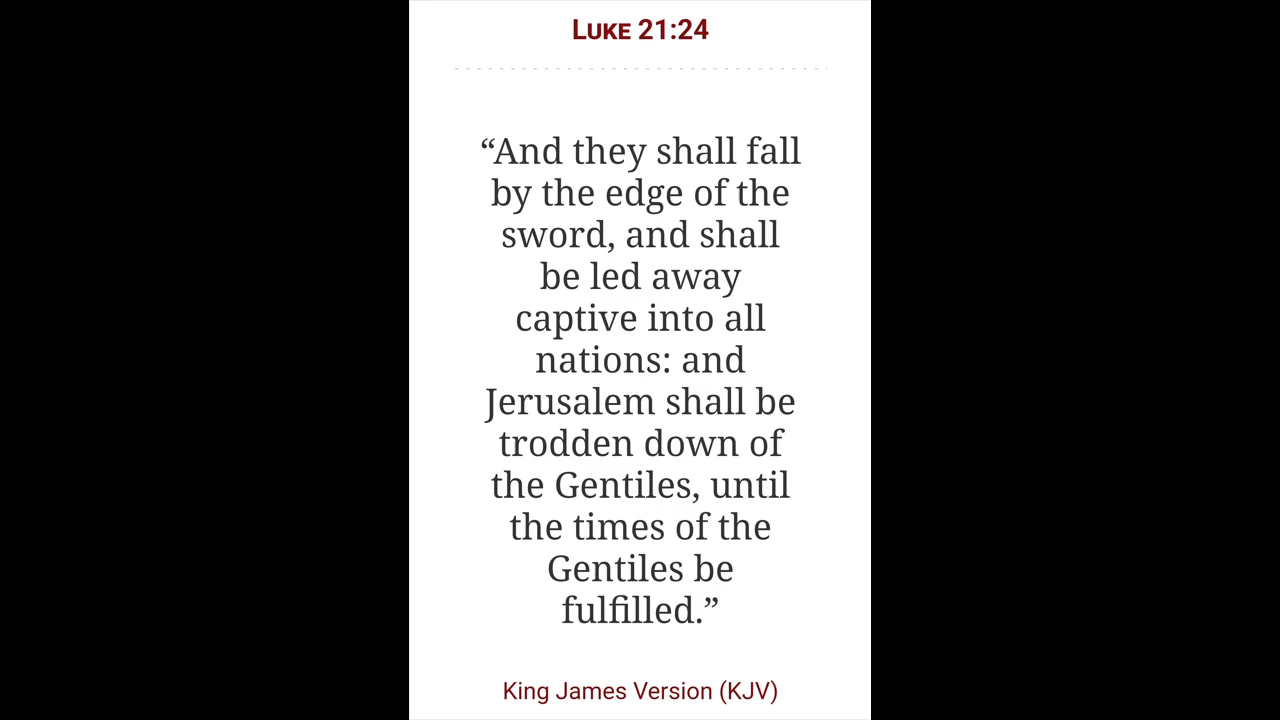 Luke 21:24
“And they shall fall
by the edge of the
sword, and shall
be led away
captive into all
nations: and
Jerusalem shall be
trodden down of
the Gentiles, until
the times of the
Gentiles be
fulfilled.”
King James Version (KJV)